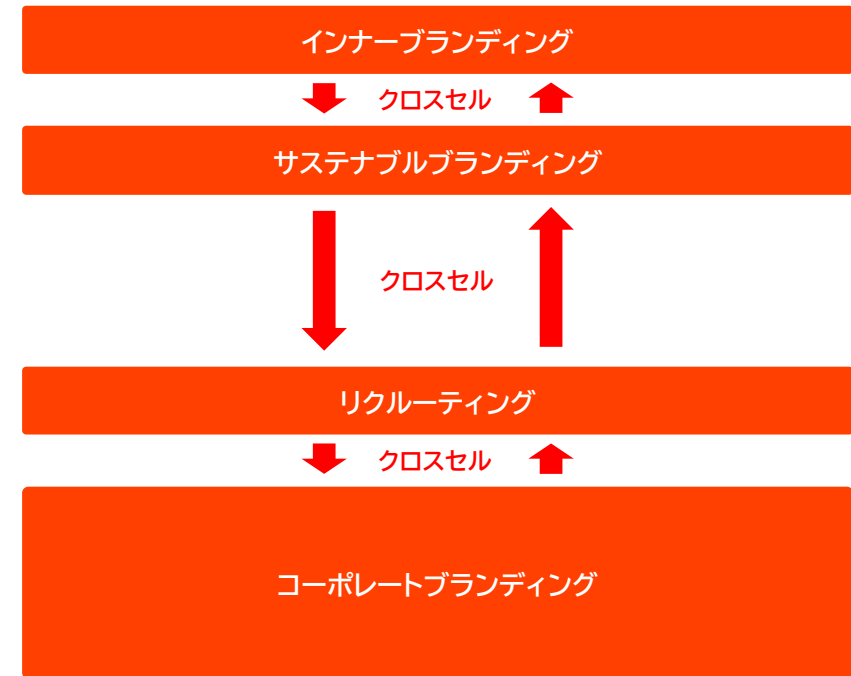 インナーブランディング
クロスセル
サステナブルブランディング
クロスセル
リクルーティング
クロスセル
コーポレートブランディング